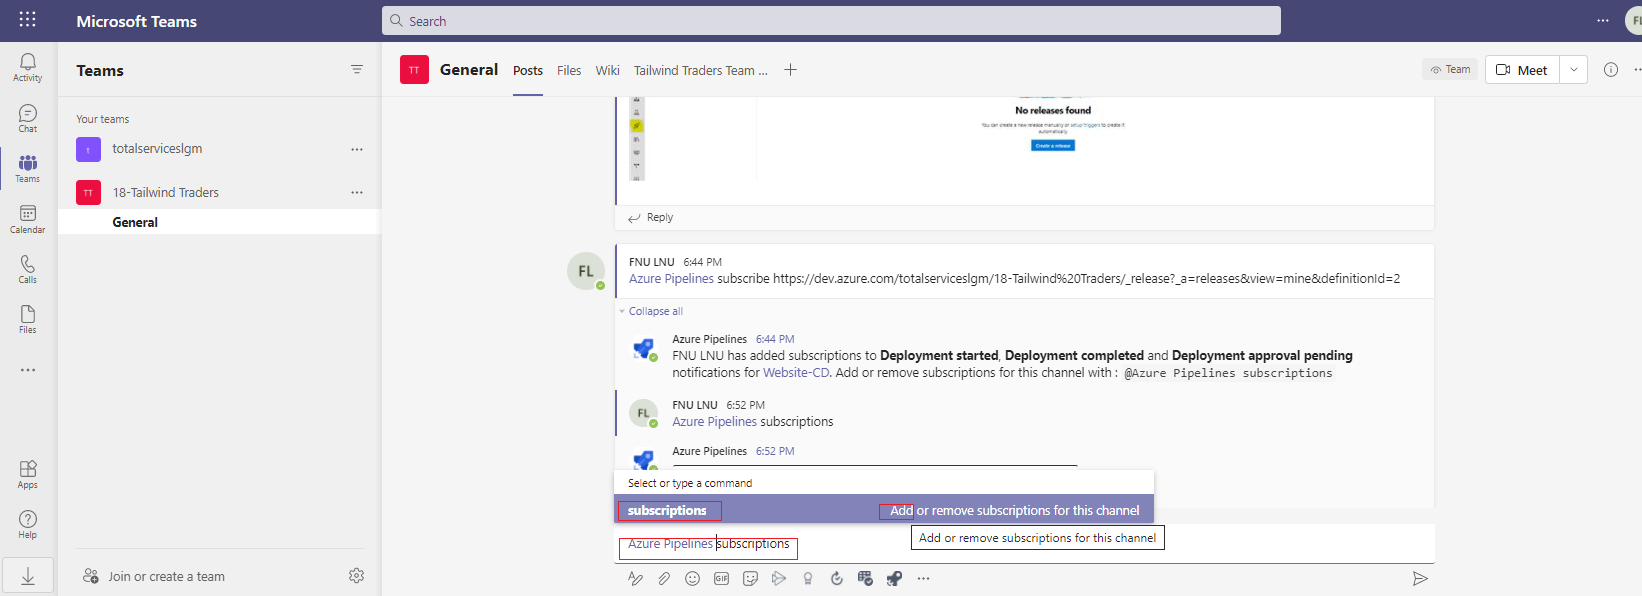 Microsoft Teams
Search
FL
Activity
Chat
Teams
Calendar
Calls
Files
Apps
Help
Teams
Your teams
t
totalserviceslgm
TT
18-Tailwind Traders
General
Join or create a team
TT
General
Posts
Files
Wiki
Tailwind Traders Team ...
Team
Meet
No releases found
You can create a new release manually or setup triggers to create it
automatically
Create a release
Reply
FL
FNU LNU 6:44 PM
Azure Pipelines subscribe https://dev.azure.com/totalserviceslgm/18-Tailwind%20Traders/_release?_a=releases&view=mine&definitionId=2
Collapse all
Azure Pipelines 6:44 PM
FNU LNU has added subscriptions to Deployment started, Deployment completed and Deployment approval pending
notifications for Website-CD. Add or remove subscriptions for this channel with : @Azure Pipelines subscriptions
FL
FNU LNU 6:52 PM
Azure Pipelines subscriptions
Azure Pipelines 6:52 PM
Select or type a command
subscriptions Add or remove subscriptions for this channel
Add or remove subscriptions for this channel
Azure Pipelines subscriptions
GIF